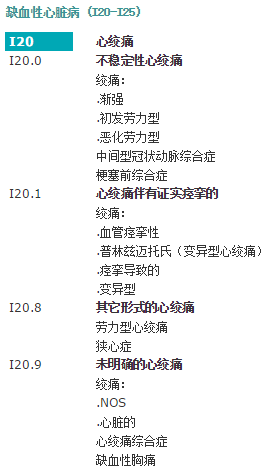 缺血性心脏病 (I20-I25)
I20 心绞痛
I20.0 不稳定性心绞痛
绞痛:
.渐强
.初发劳力型
.恶化劳力型
中间型冠状动脉综合症
梗塞前综合症
I20.1 心绞痛伴有证实痉挛的
绞痛:
.血管痉挛性
.普林兹迈托氏（变异型心绞痛）
.痉挛导致的
.变异型
I20.8 其它形式的心绞痛
劳力型心绞痛
狭心症
I20.9 未明确的心绞痛
绞痛:
.NOS
.心脏的
心绞痛综合症
缺血性胸痛